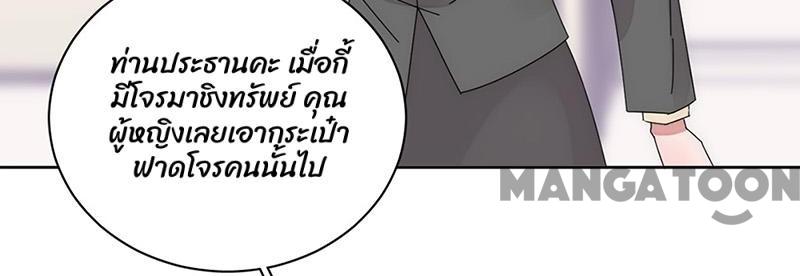 ท่านประธานคะ เมื่อกี้
มีโจรมาชิงทรัพย์ คุณ
ผู้หญิงเลยเอากระเป๋า
ฟาดโจรคนนั้นไป
MANGATOON